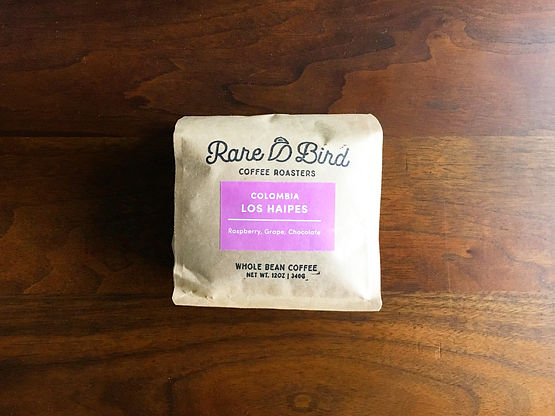 Rare Bird
COFFEE ROASTERS
COLOMBIA
LOS HAIPES
Raspberry, Grape, Chocolate
WHOLE BEAN COFFEE
NET WT. 12OZ | 340G